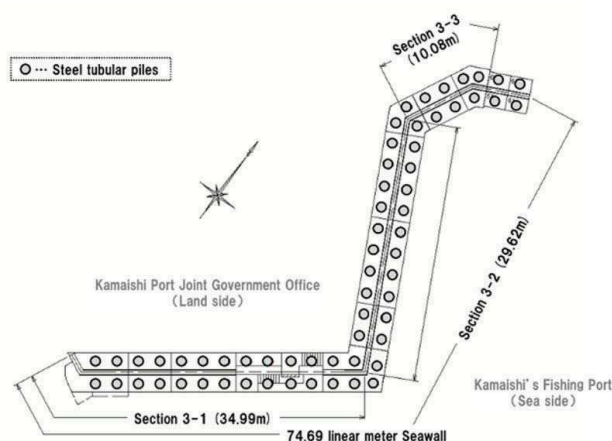 Section 3-3
(10.08m)
··· Steel tubular piles
Kamaishi Port Joint Government Office
(Land side)
Section 3-2 (29.62m)
Kamaishi's Fishing Port
(Sea side)
Section 3-1 (34.99m)
74.69 linear meter Seawall